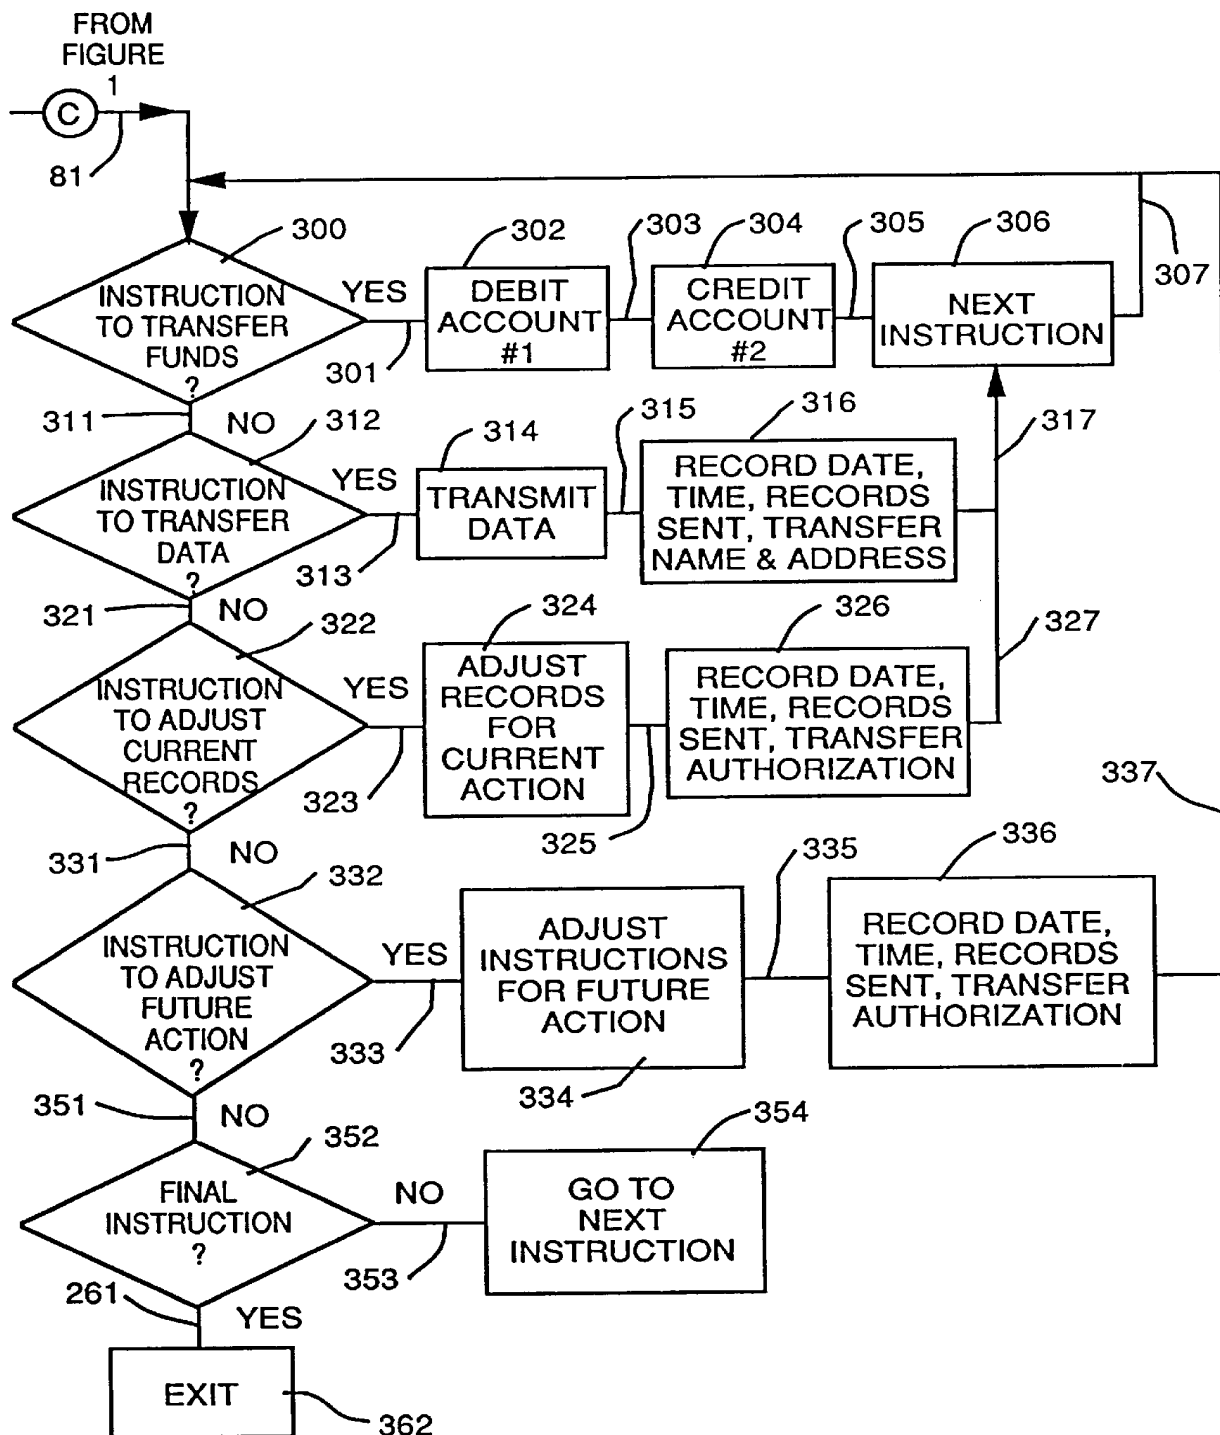 FROM
FIGURE
1
C
81
300
INSTRUCTION
TO TRANSFER
FUNDS
?
YES
301
302
DEBIT
ACCOUNT
#1
303
304
CREDIT
ACCOUNT
#2
305
306
NEXT
INSTRUCTION
307
311
NO
312
INSTRUCTION
TO TRANSFER
DATA
?
YES
313
314
TRANSMIT
DATA
315
316
RECORD DATE,
TIME, RECORDS
SENT, TRANSFER
NAME & ADDRESS
317
321
NO
322
INSTRUCTION
TO ADJUST
CURRENT
RECORDS
?
YES
323
324
ADJUST
RECORDS
FOR
CURRENT
ACTION
325
326
RECORD DATE,
TIME, RECORDS
SENT, TRANSFER
AUTHORIZATION
327
331
NO
332
INSTRUCTION
TO ADJUST
FUTURE
ACTION
?
YES
333
ADJUST
INSTRUCTIONS
FOR FUTURE
ACTION
334
335
336
RECORD DATE,
TIME, RECORDS
SENT, TRANSFER
AUTHORIZATION
337
351
NO
352
FINAL
INSTRUCTION
?
NO
353
354
GO TO
NEXT
INSTRUCTION
261
YES
EXIT
362